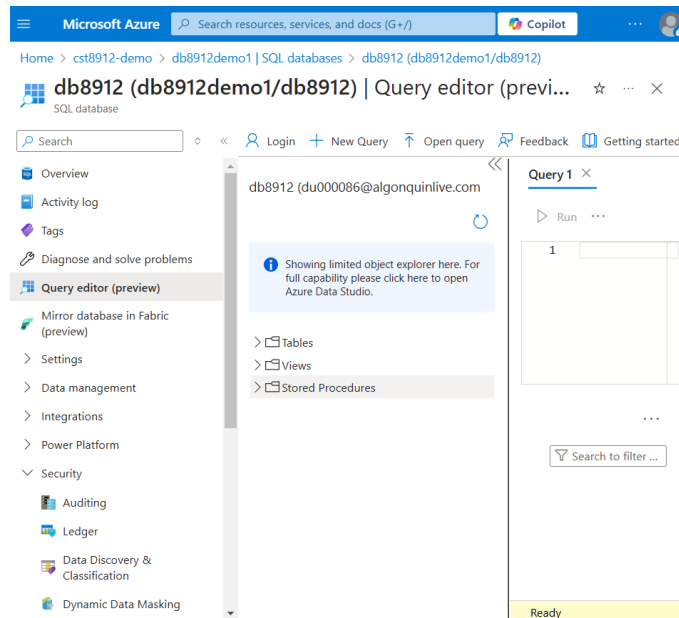 Microsoft Azure
Search resources, services, and docs (G+/)
Copilot
...
Home > cst8912-demo > db8912demo1 | SQL databases > db8912 (db8912demo1/db8912)
db8912 (db8912demo1/db8912) | Query editor (previ...
...
SQL database
Search
Login
New Query
Open query
Feedback
Getting started
Overview
Activity log
Tags
Diagnose and solve problems
Query editor (preview)
Mirror database in Fabric
(preview)
Settings
Data management
Integrations
Power Platform
Security
Auditing
Ledger
Data Discovery &
Classification
Dynamic Data Masking
db8912 (du000086@algonquinlive.com
Showing limited object explorer here. For
full capability please click here to open
Azure Data Studio.
Tables
Views
Stored Procedures
Query 1
Run
...
1
...
Search to filter ...
Ready